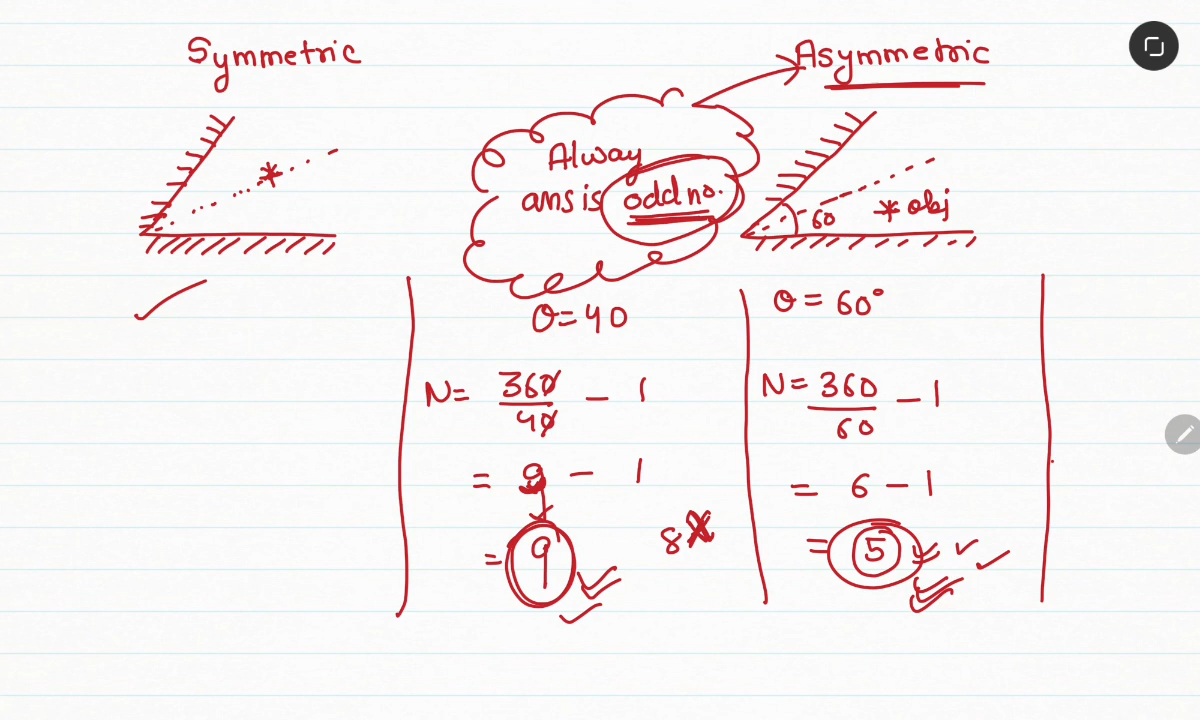 Symmetric
Asymmetric
Alway
ans is odd no.
60
obj
θ = 40
N = 360/40 - 1
= 9 - 1
= 9
8
θ = 60°
N = 360/60 - 1
= 6 - 1
= 5